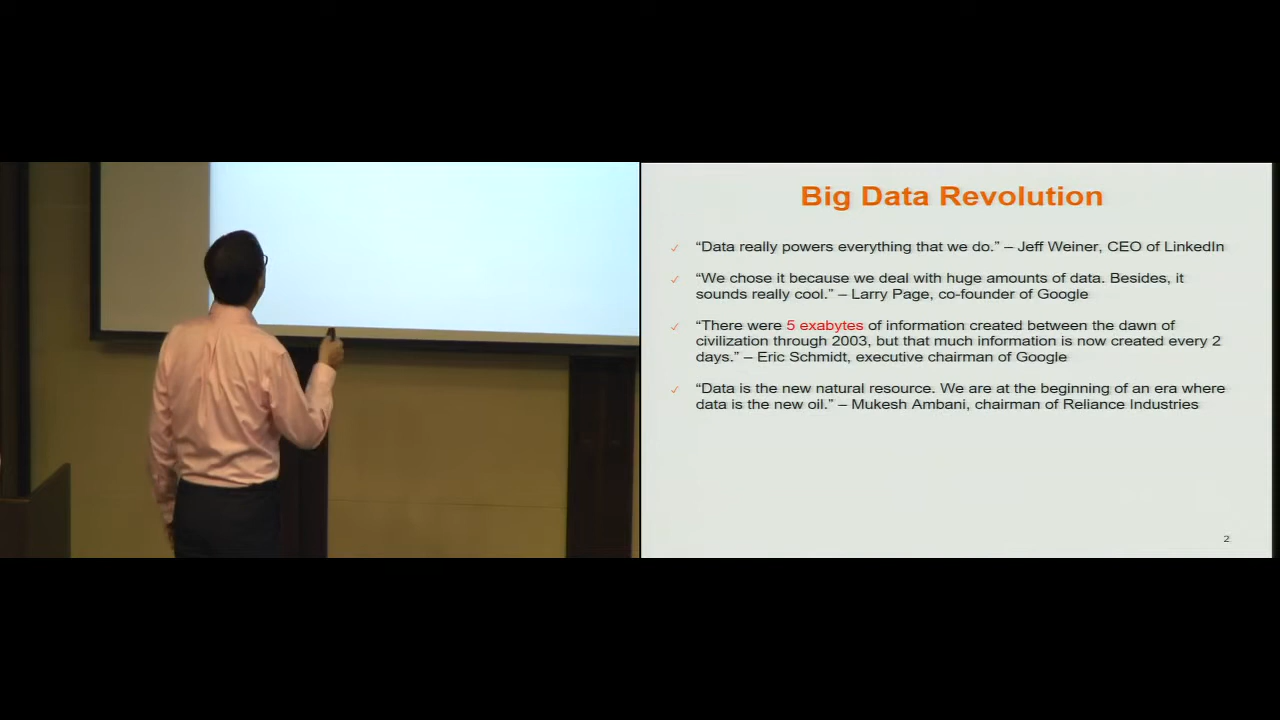 Big Data Revolution
✓ “Data really powers everything that we do.” – Jeff Weiner, CEO of LinkedIn
✓ “We chose it because we deal with huge amounts of data. Besides, it
sounds really cool.” – Larry Page, co-founder of Google
✓ “There were 5 exabytes of information created between the dawn of
civilization through 2003, but that much information is now created every 2
days.” – Eric Schmidt, executive chairman of Google
✓ “Data is the new natural resource. We are at the beginning of an era where
data is the new oil.” – Mukesh Ambani, chairman of Reliance Industries
2